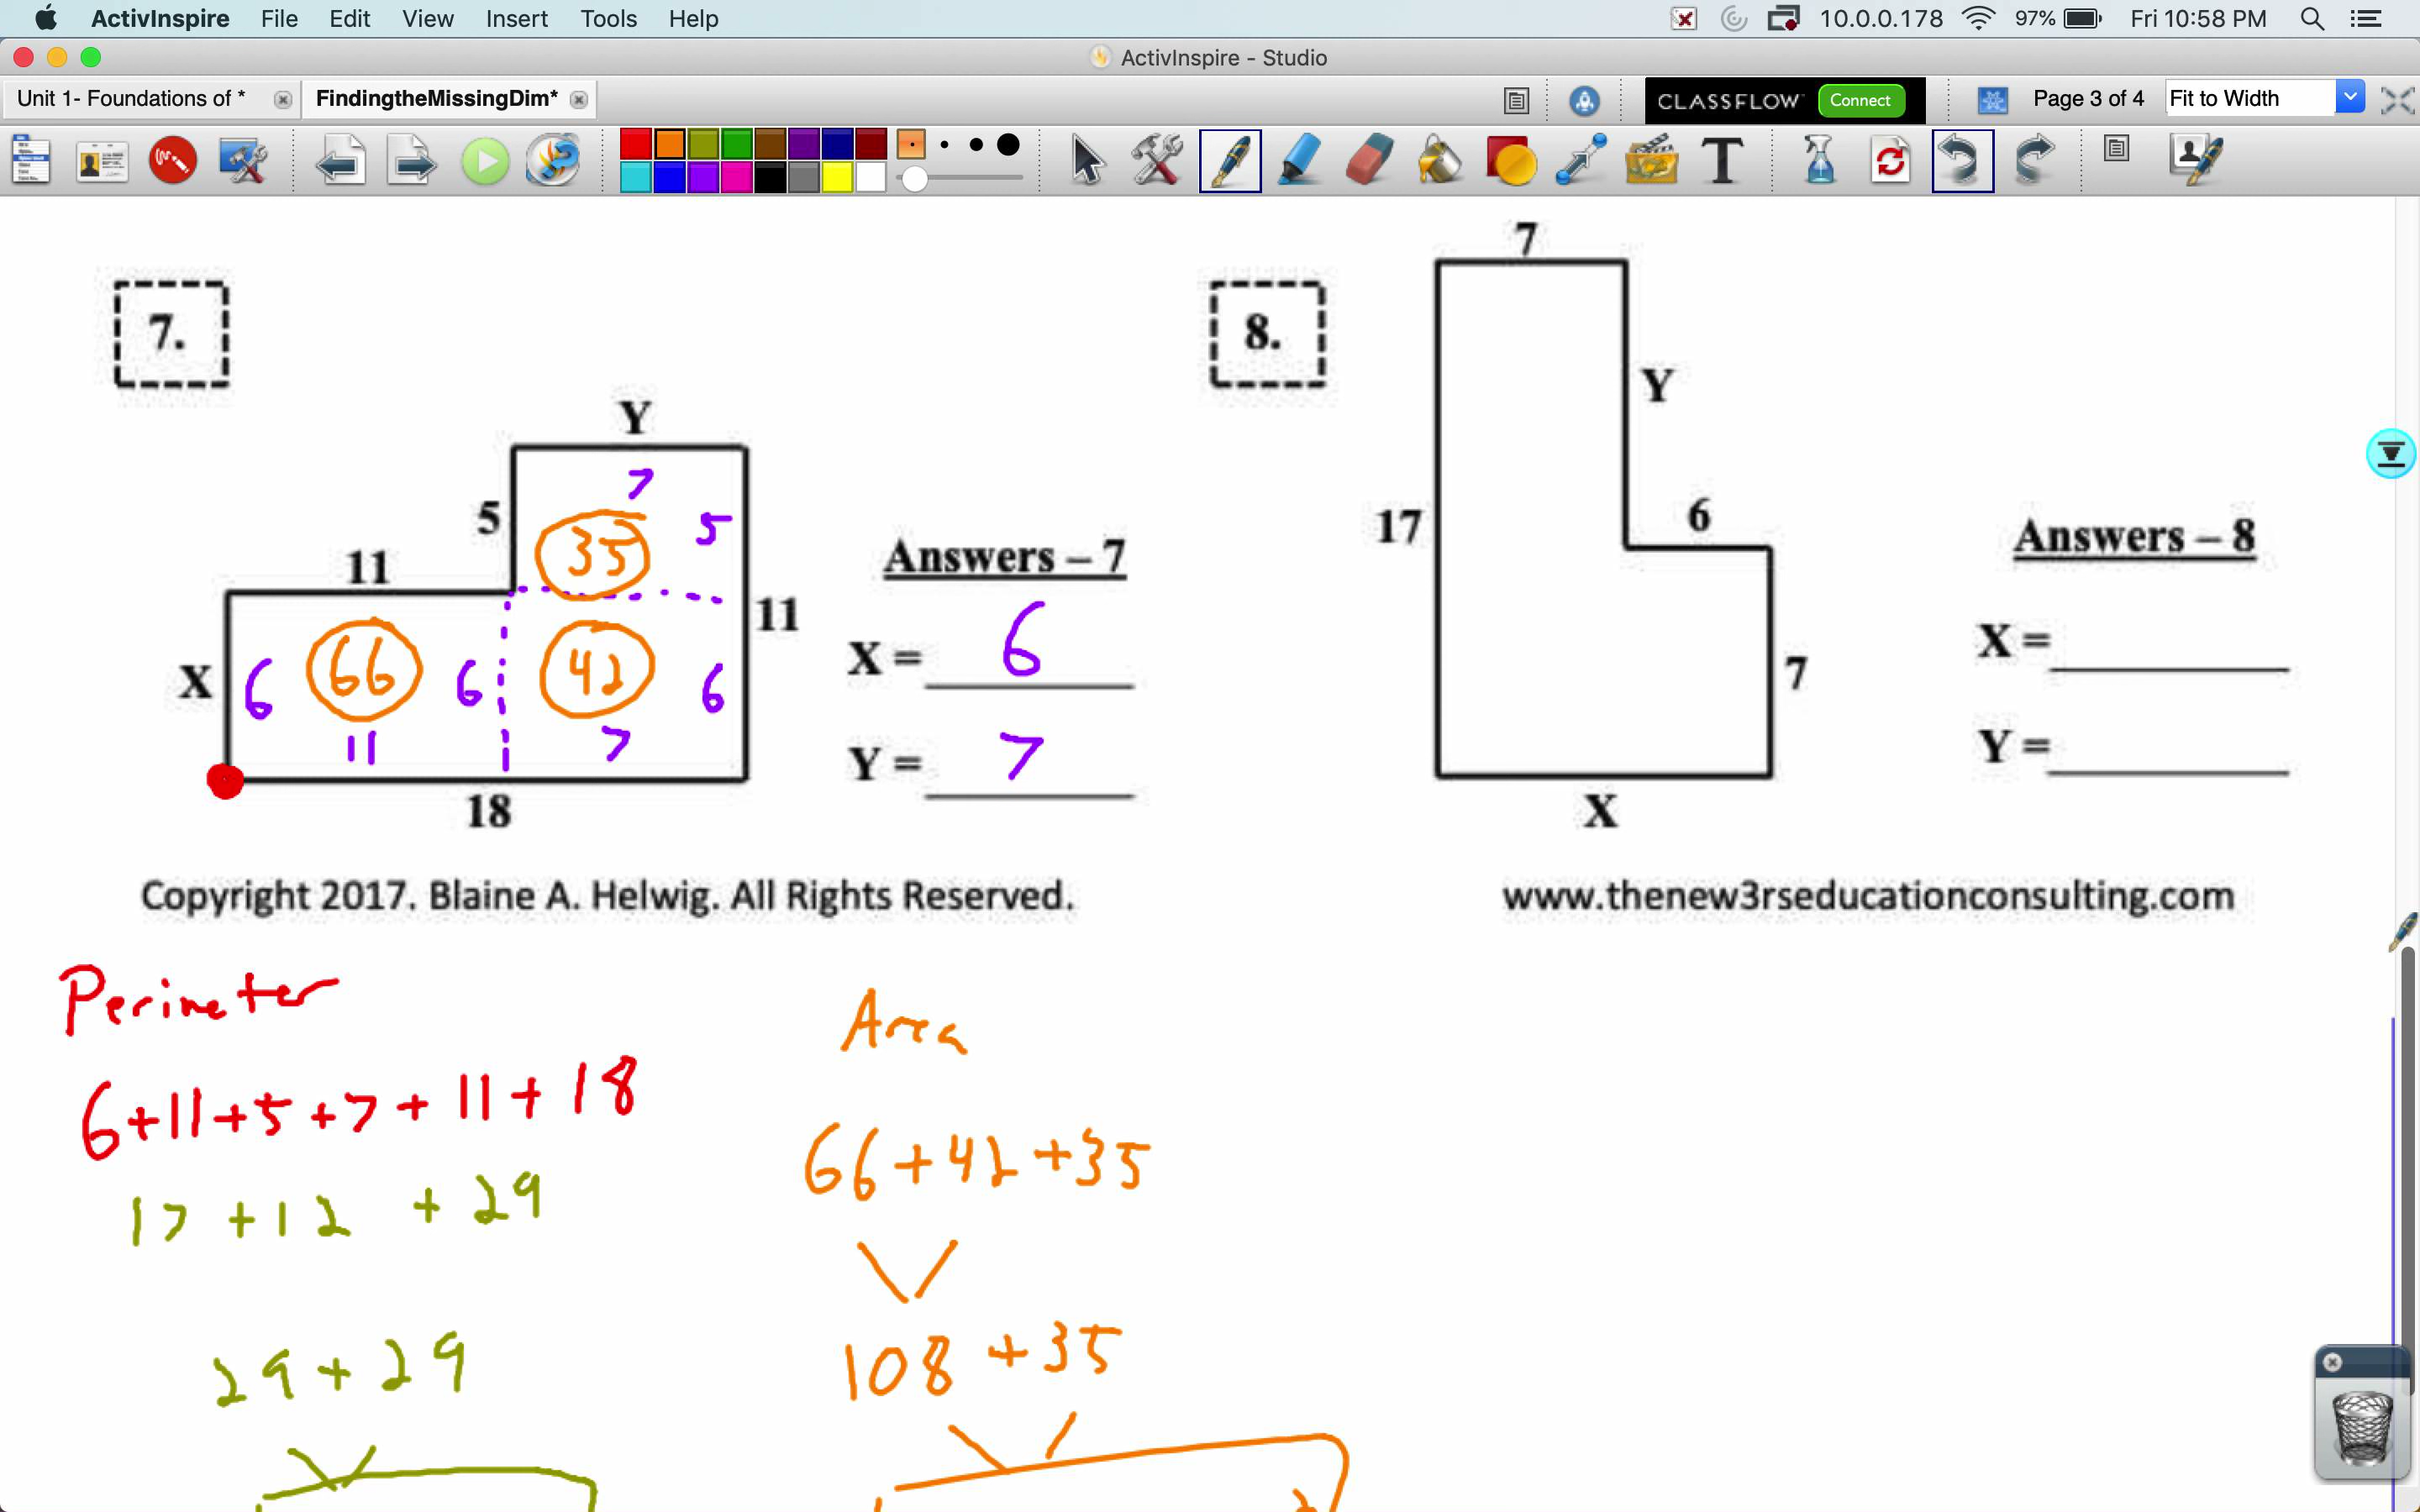 ActivInspire File Edit View Insert Tools Help 10.0.0.178 97% Fri 10:58 PM
ActivInspire - Studio
Unit 1- Foundations of * FindingtheMissingDim* CLASSFLOW Connect Page 3 of 4 Fit to Width
T
7.
Y
7
5
35
5
11
11
X
6
66
6
42
6
11
7
18
Answers – 7
X = 6
Y = 7
8.
7
Y
17
6
7
X
Answers – 8
X =
Y =
Copyright 2017. Blaine A. Helwig. All Rights Reserved.
www.thenew3rseducationconsulting.com
Perimeter
6+11+5+7+11+18
17+12+29
29+29
Area
66+42+35
108+35